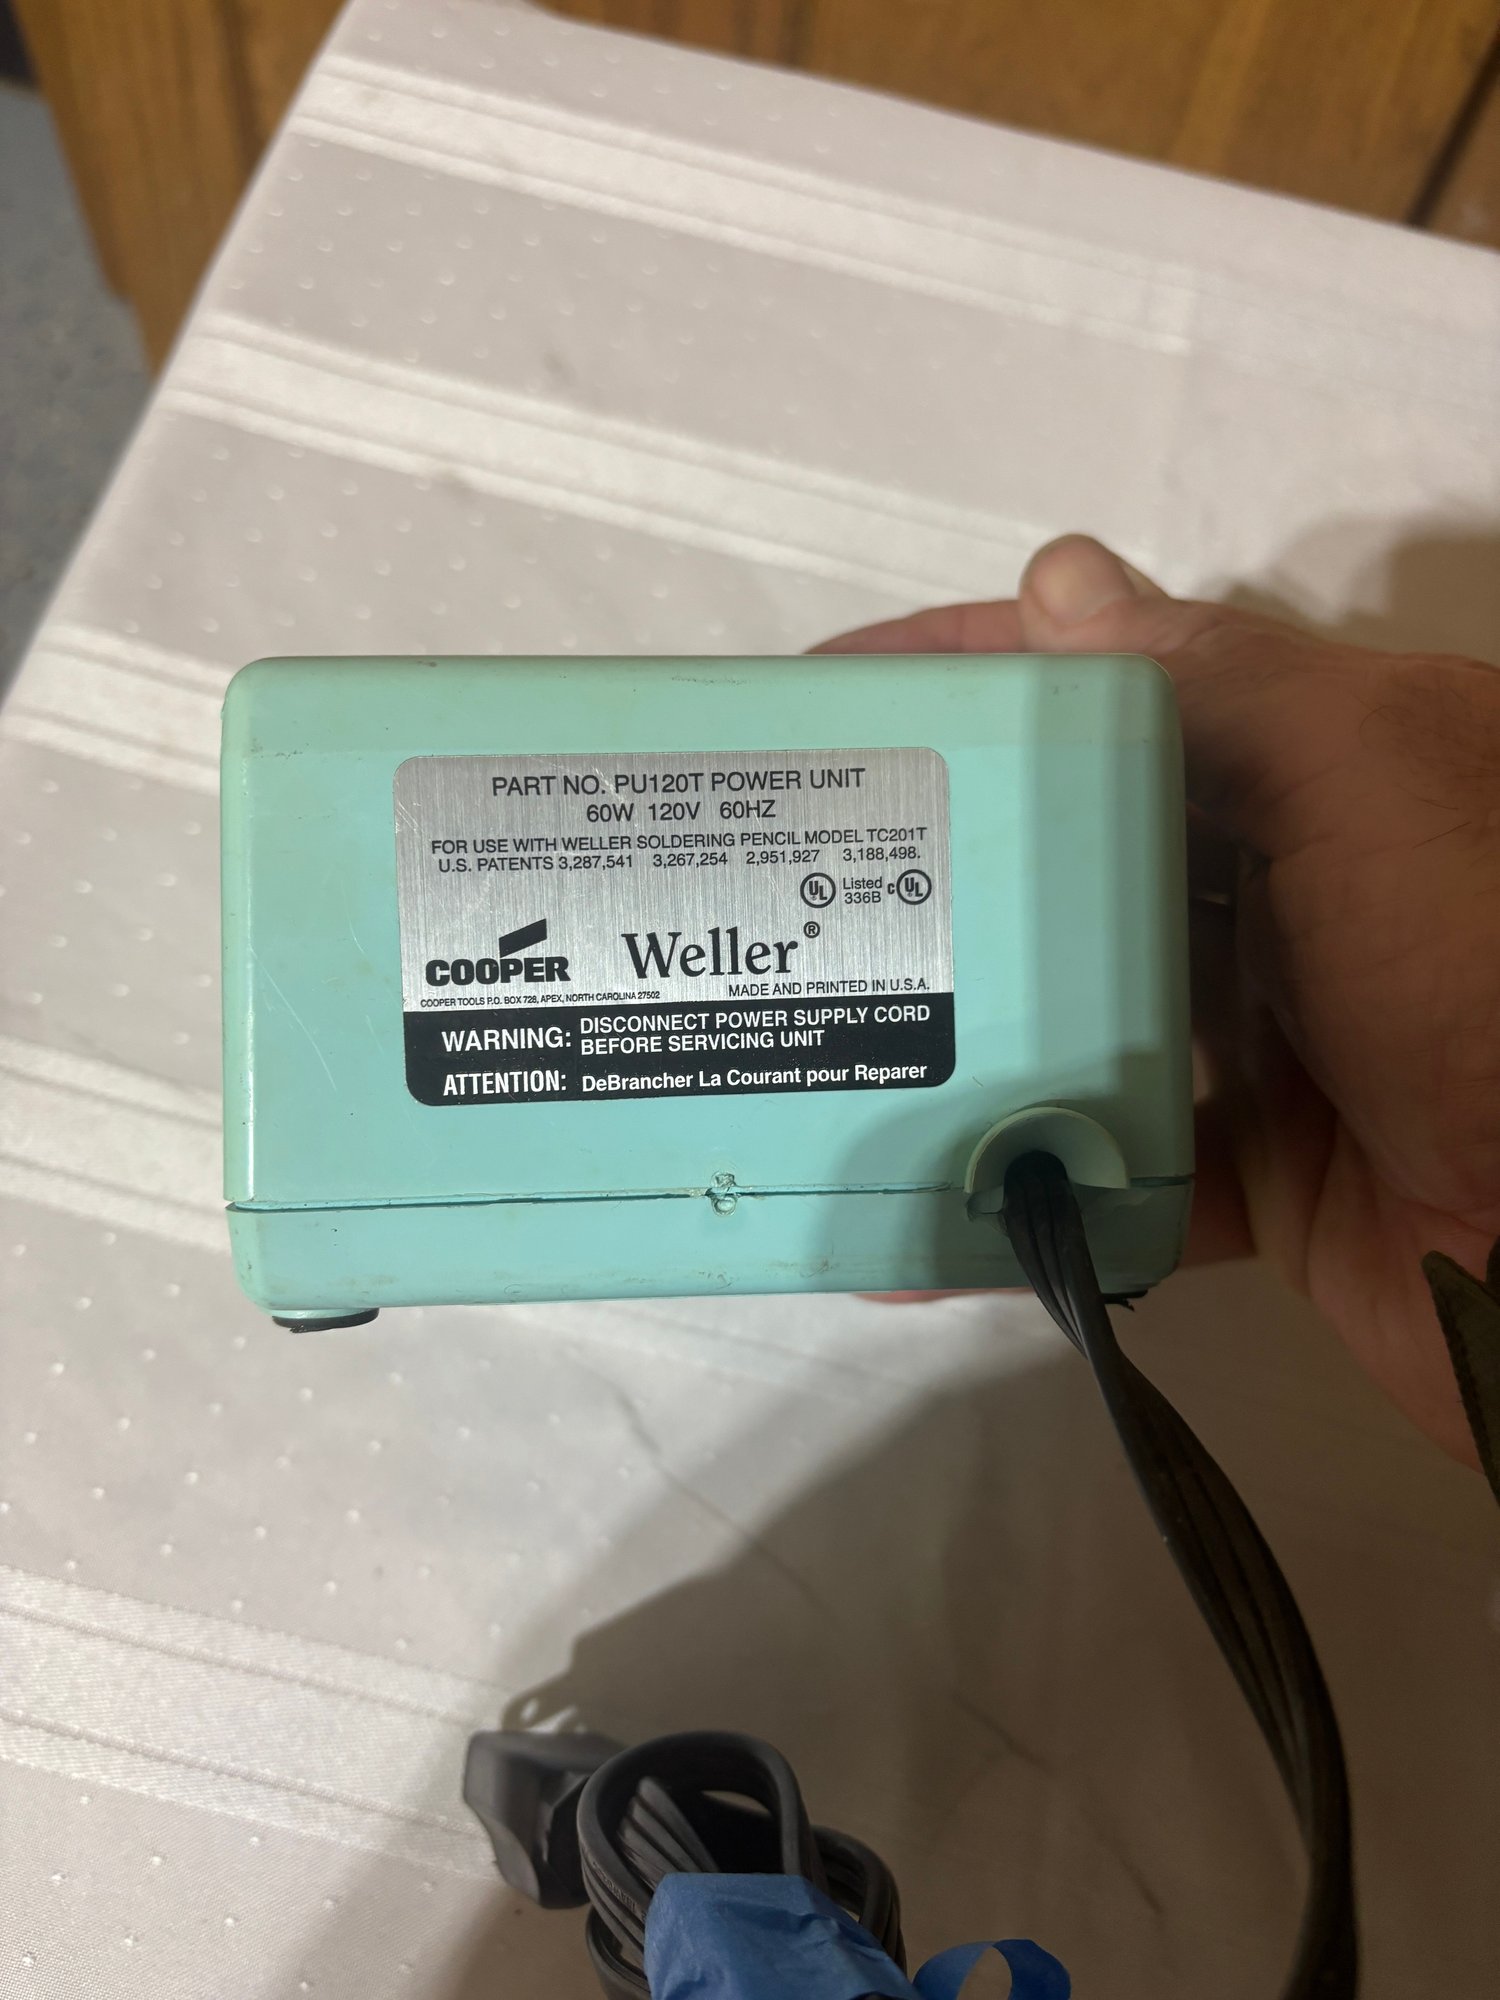 PART NO. PU120T POWER UNIT
60W 120V 60HZ
FOR USE WITH WELLER SOLDERING PENCIL MODEL TC201T
U.S. PATENTS 3,287,541 3,267,254 2,951,927 3,188,498.
UL Listed 336B c UL
COOPER Weller®
COOPER TOOLS P.O. BOX 728, APEX, NORTH CAROLINA 27502 MADE AND PRINTED IN U.S.A.
WARNING: DISCONNECT POWER SUPPLY CORD
BEFORE SERVICING UNIT
ATTENTION: DeBrancher La Courant pour Reparer